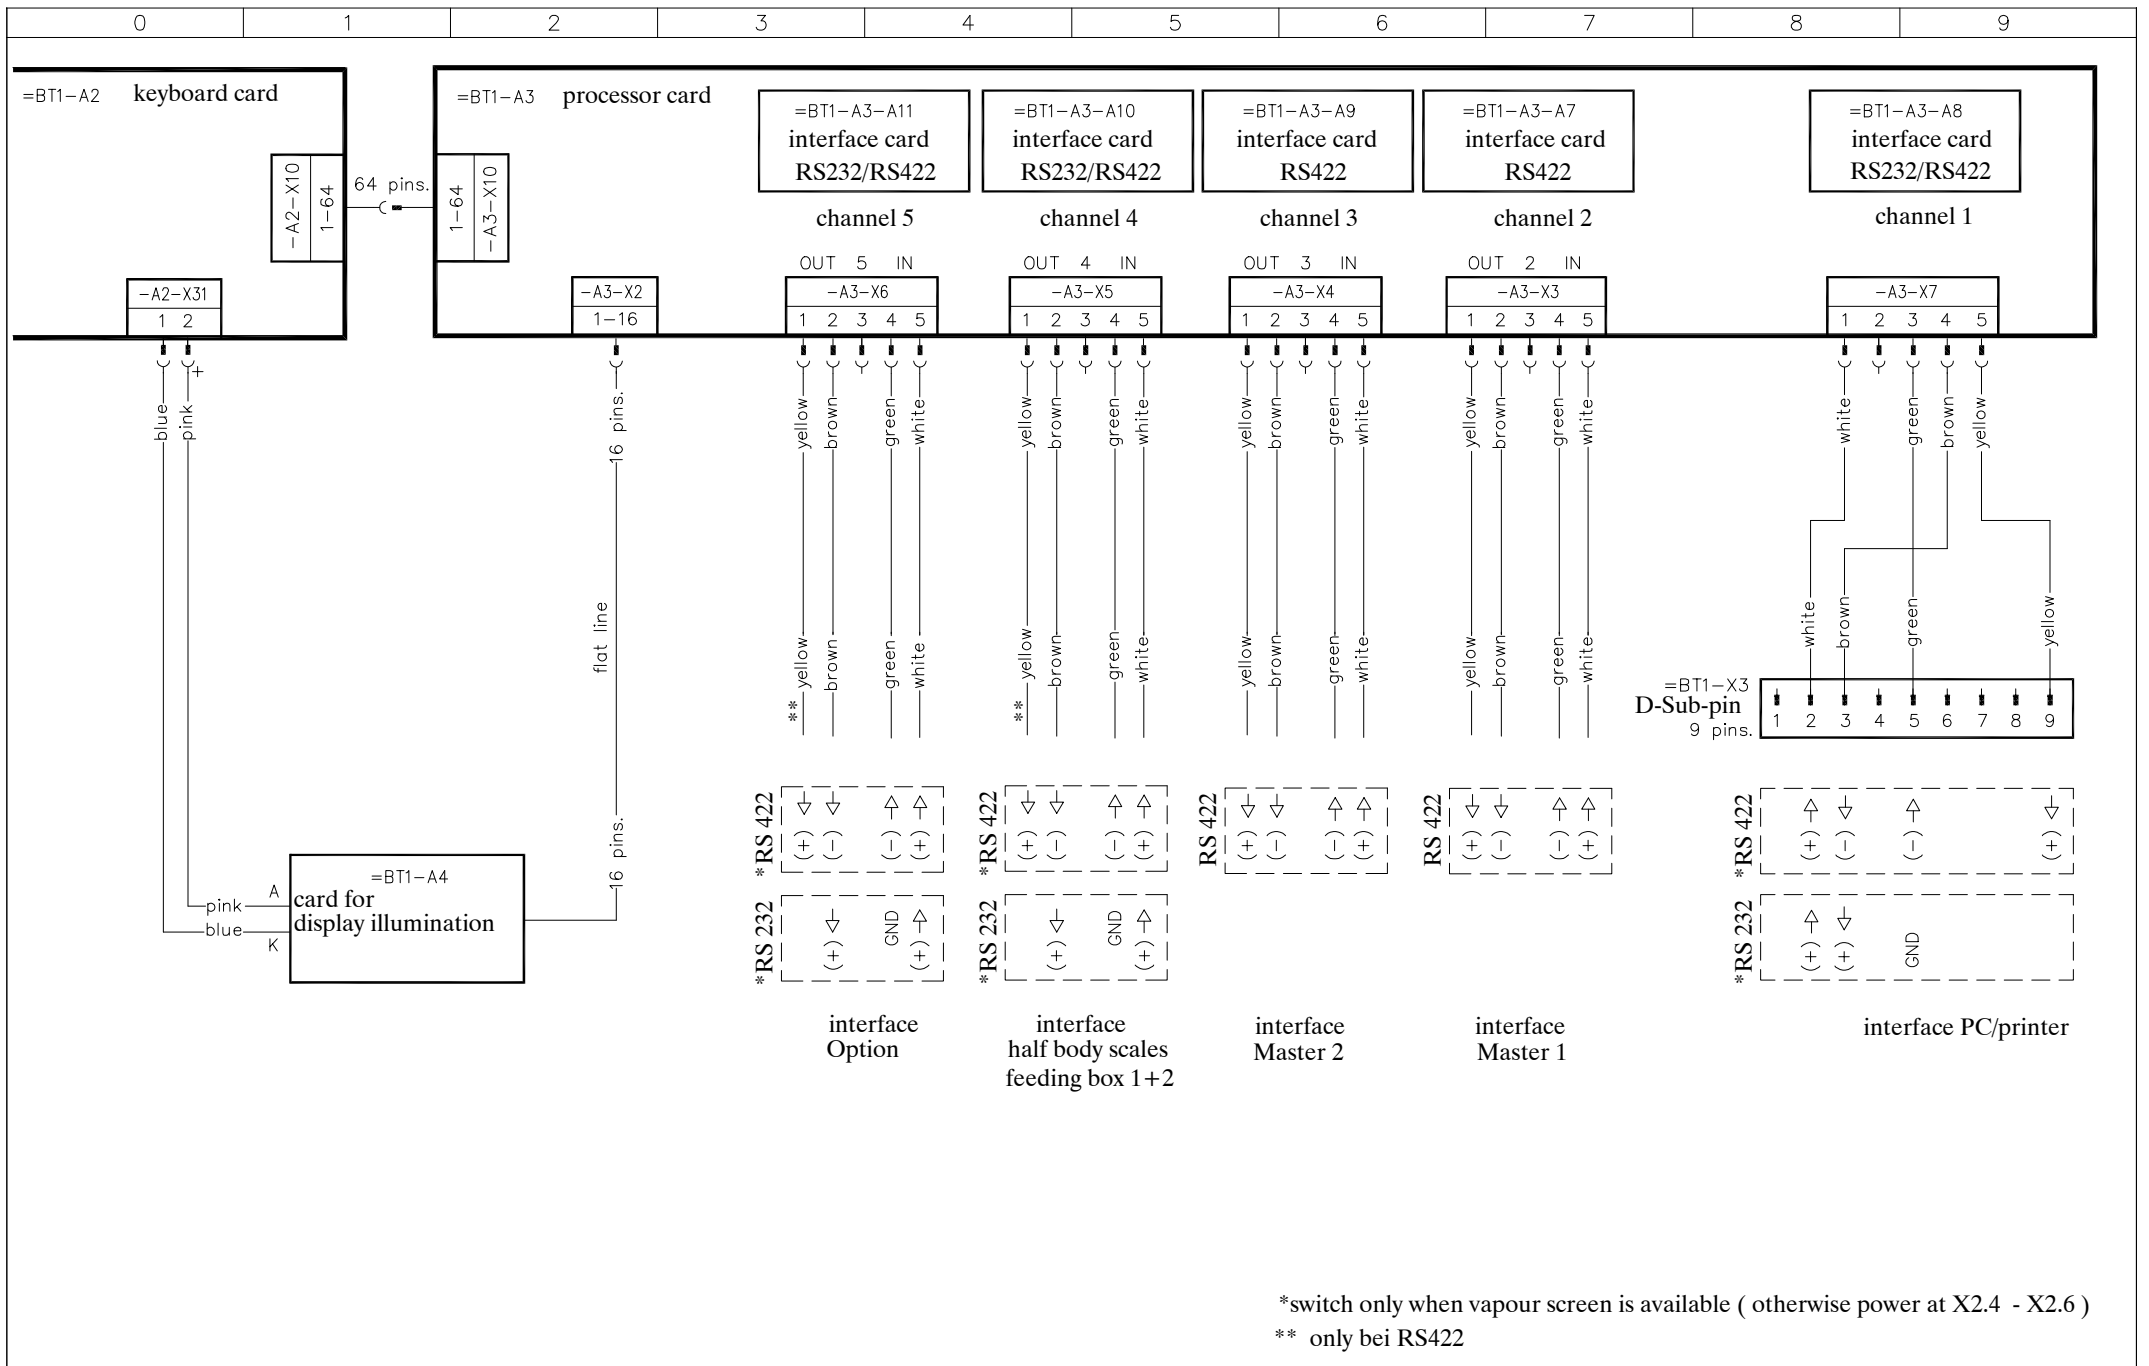 0 1 2 3 4 5 6 7 8 9
=BT1-A2 keyboard card
=BT1-A3 processor card
=BT1-A3-A11
interface card
RS232/RS422
channel 5
=BT1-A3-A10
interface card
RS232/RS422
channel 4
=BT1-A3-A9
interface card
RS422
channel 3
=BT1-A3-A7
interface card
RS422
channel 2
=BT1-A3-A8
interface card
RS232/RS422
channel 1
-A2-X10
1-64
64 pins.
1-64
-A3-X10
-A2-X31
1 2
+
-A3-X2
1-16
OUT 5 IN
-A3-X6
1 2 3 4 5
OUT 4 IN
-A3-X5
1 2 3 4 5
OUT 3 IN
-A3-X4
1 2 3 4 5
OUT 2 IN
-A3-X3
1 2 3 4 5
-A3-X7
1 2 3 4 5
blue pink
16 pins.
yellow brown green white
yellow brown green white
yellow brown green white
yellow brown green white
white green brown yellow
flat line
yellow brown green white
yellow brown green white
yellow brown green white
yellow brown green white
white brown green yellow
**
**
=BT1-X3
D-Sub-pin
9 pins.
1 2 3 4 5 6 7 8 9
16 pins.
*RS 422
(+) (-) (-) (+)
*RS 422
(+) (-) (-) (+)
RS 422
(+) (-) (-) (+)
RS 422
(+) (-) (-) (+)
*RS 422
(+) (-) (-) (+)
=BT1-A4
card for
display illumination
pink A
blue K
*RS 232
(+) GND (+)
*RS 232
(+) GND (+)
*RS 232
(+) (+) GND
interface
Option
interface
half body scales
feeding box 1+2
interface
Master 2
interface
Master 1
interface PC/printer
*switch only when vapour screen is available ( otherwise power at X2.4 - X2.6 )
** only bei RS422